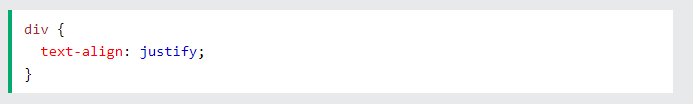 div {
  text-align: justify;
}